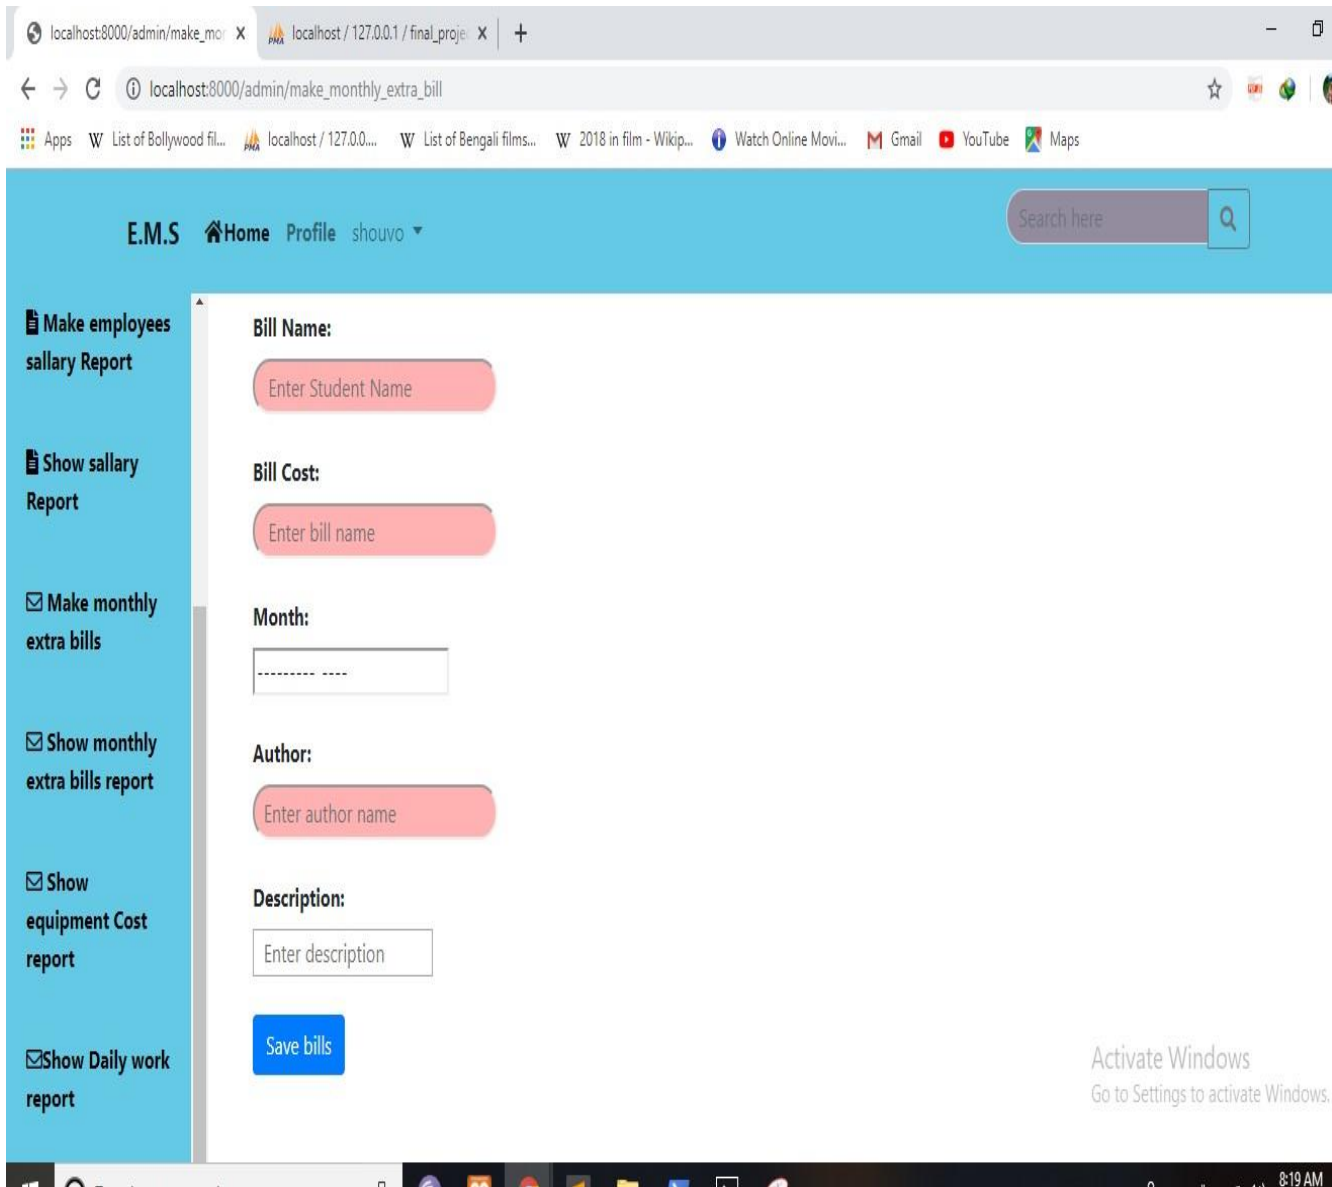 localhost:8000/admin/make_mor
localhost / 127.0.0.1 / final_proje
localhost:8000/admin/make_monthly_extra_bill
Apps W List of Bollywood fil... PMA localhost / 127.0.0.... W List of Bengali films... W 2018 in film - Wikip... Watch Online Movi... M Gmail YouTube Maps
E.M.S Home Profile shouvo
Search here
Make employees
sallary Report
Show sallary
Report
Make monthly
extra bills
Show monthly
extra bills report
Show
equipment Cost
report
Show Daily work
report
Bill Name:
Enter Student Name
Bill Cost:
Enter bill name
Month:
--------- ----
Author:
Enter author name
Description:
Enter description
Save bills
Activate Windows
Go to Settings to activate Windows.
8:19 AM